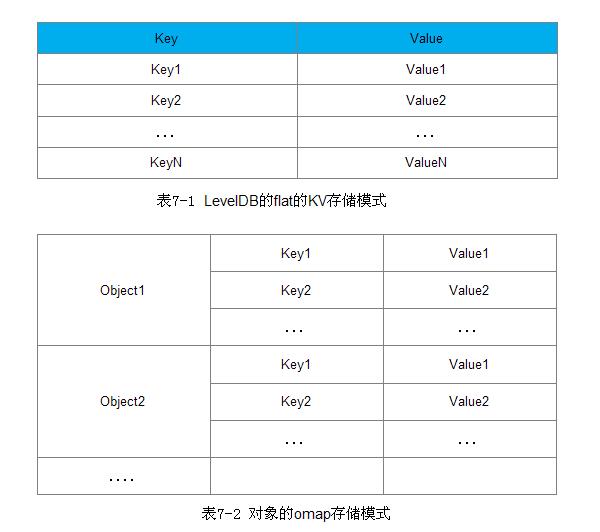 Key Value
Key1 Value1
Key2 Value2
... ...
KeyN ValueN
表7-1 LevelDB的flat的KV存储模式
Key1 Value1
Object1 Key2 Value2
... ...
Key1 Value1
Object2 Key2 Value2
... ...
....
表7-2 对象的omap存储模式